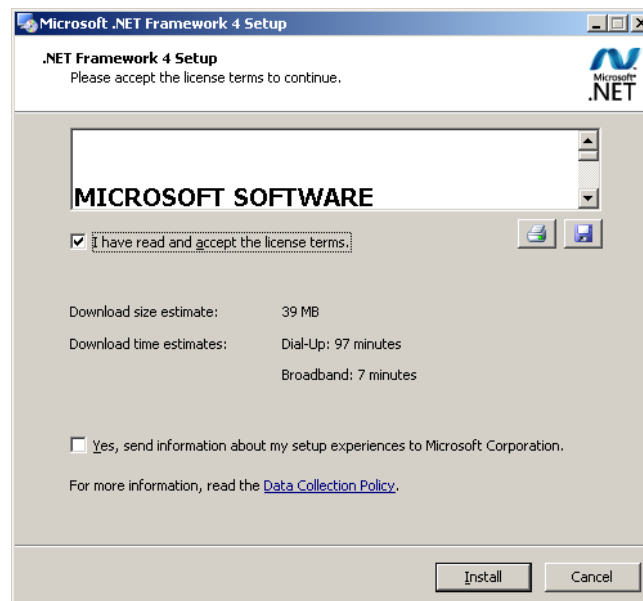 Microsoft .NET Framework 4 Setup
.NET Framework 4 Setup
Please accept the license terms to continue.
Microsoft®
.NET
MICROSOFT SOFTWARE
I have read and accept the license terms.
Download size estimate: 39 MB
Download time estimates: Dial-Up: 97 minutes
Broadband: 7 minutes
Yes, send information about my setup experiences to Microsoft Corporation.
For more information, read the Data Collection Policy.
Install Cancel